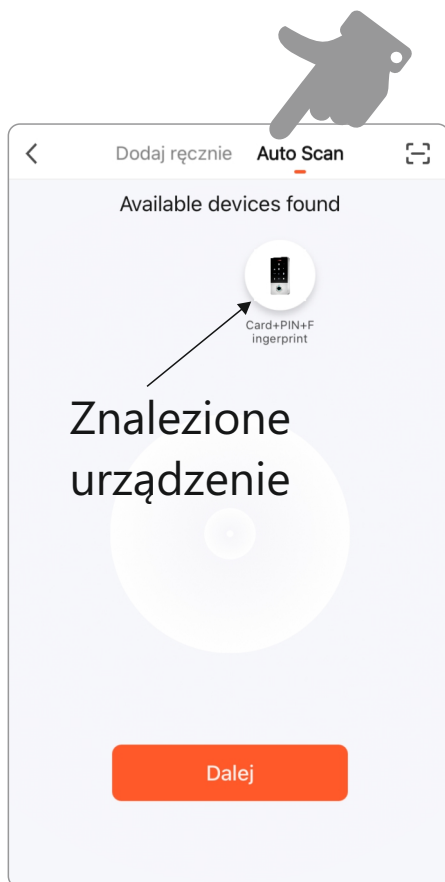 Dodaj ręcznie Auto Scan
Available devices found
Card+PIN+F
ingerprint
Znalezione
urządzenie
Dalej